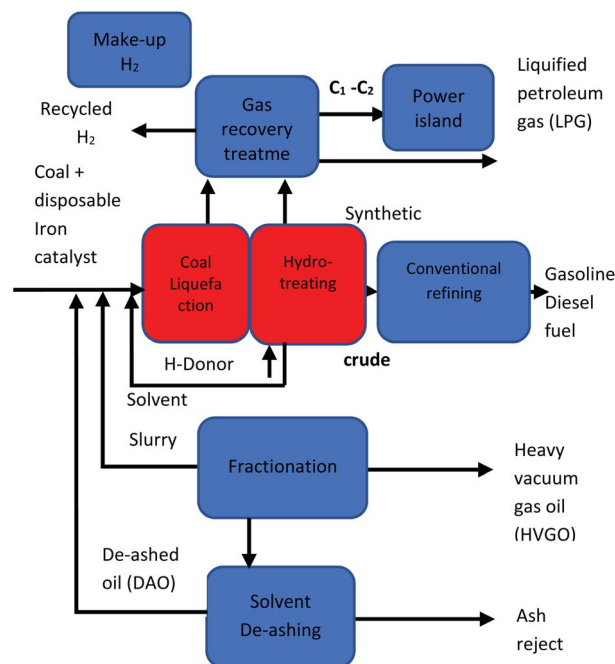 Make-up
H₂
Gas
recovery
treatme
C₁ -C₂
Power
island
Liquified
petroleum
gas (LPG)
Recycled
H₂
Coal +
disposable
Iron
catalyst
Synthetic
Coal
Liquefa
ction
Hydro-
treating
Conventional
refining
Gasoline
Diesel
fuel
crude
H-Donor
Solvent
Slurry
Fractionation
Heavy
vacuum
gas oil
(HVGO)
De-ashed
oil (DAO)
Solvent
De-ashing
Ash
reject